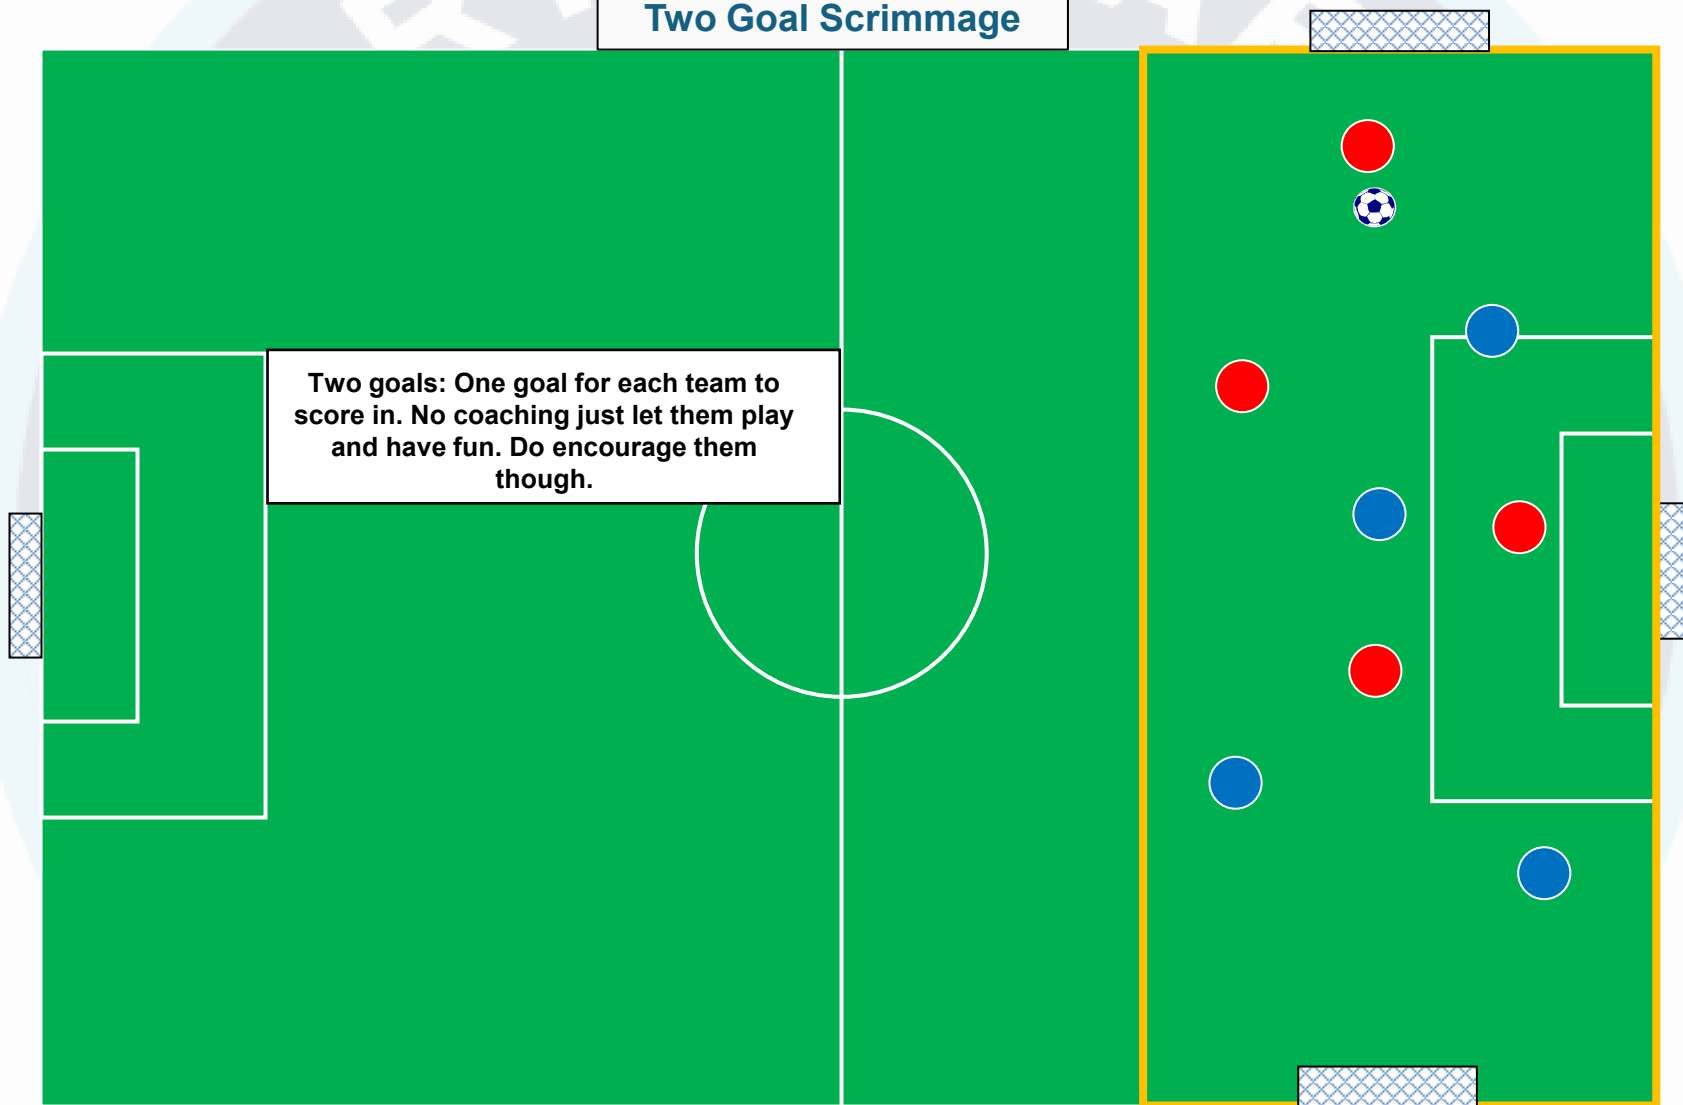 Two Goal Scrimmage
Two goals: One goal for each team to
score in. No coaching just let them play
and have fun. Do encourage them
though.